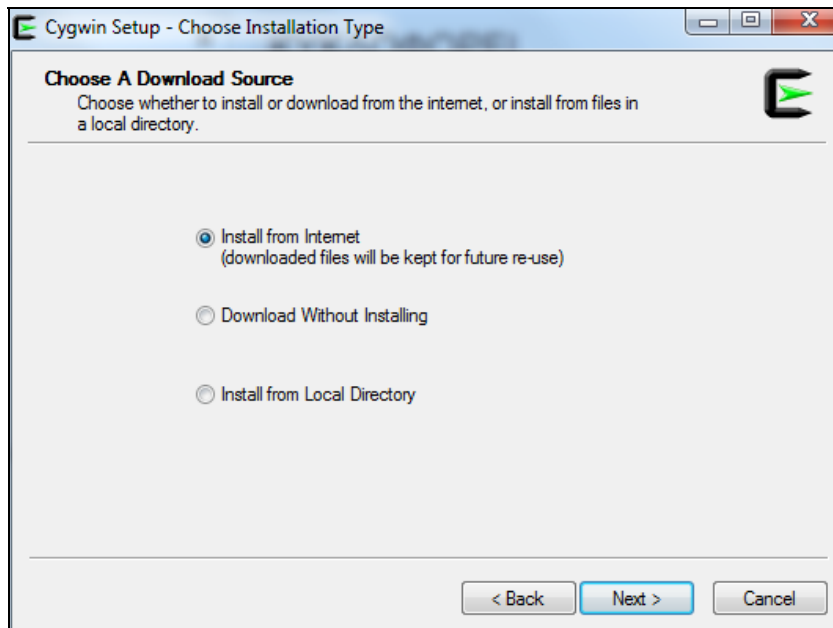 Cygwin Setup - Choose Installation Type
Choose A Download Source
Choose whether to install or download from the internet, or install from files in
a local directory.
Install from Internet
(downloaded files will be kept for future re-use)
Download Without Installing
Install from Local Directory
< Back
Next >
Cancel